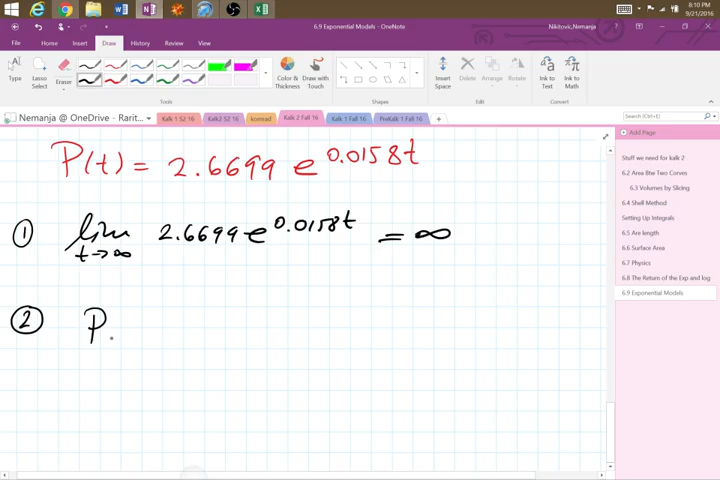 8:10 PM
9/21/2016
6.9 Exponential Models - OneNote
Nikitovic,Nemanja
File Home Insert Draw History Review View
Type Lasso Select Eraser Color & Thickness Draw with Touch Insert Space Delete Arrange Rotate Ink to Text Ink to Math
Tools Shapes Edit Convert
Nemanja @ OneDrive - Rarit... Kalk 1 S2 16 Kalk2 S2 16 komrad Kalk 2 Fall 16 Kalk 1 Fall 16 PreKalk 1 Fall 16 + Search (Ctrl+E)
Add Page
Stuff we need for kalk 2
6.2 Area Btw Two Curves
6.3 Volumes by Slicing
6.4 Shell Method
Setting Up Integrals
6.5 Are length
6.6 Surface Area
6.7 Physics
6.8 The Return of the Exp and log
6.9 Exponential Models
P(t) = 2.6699 e^0.0158t
① lim t→∞ 2.6699 e^0.0158t = ∞
② P